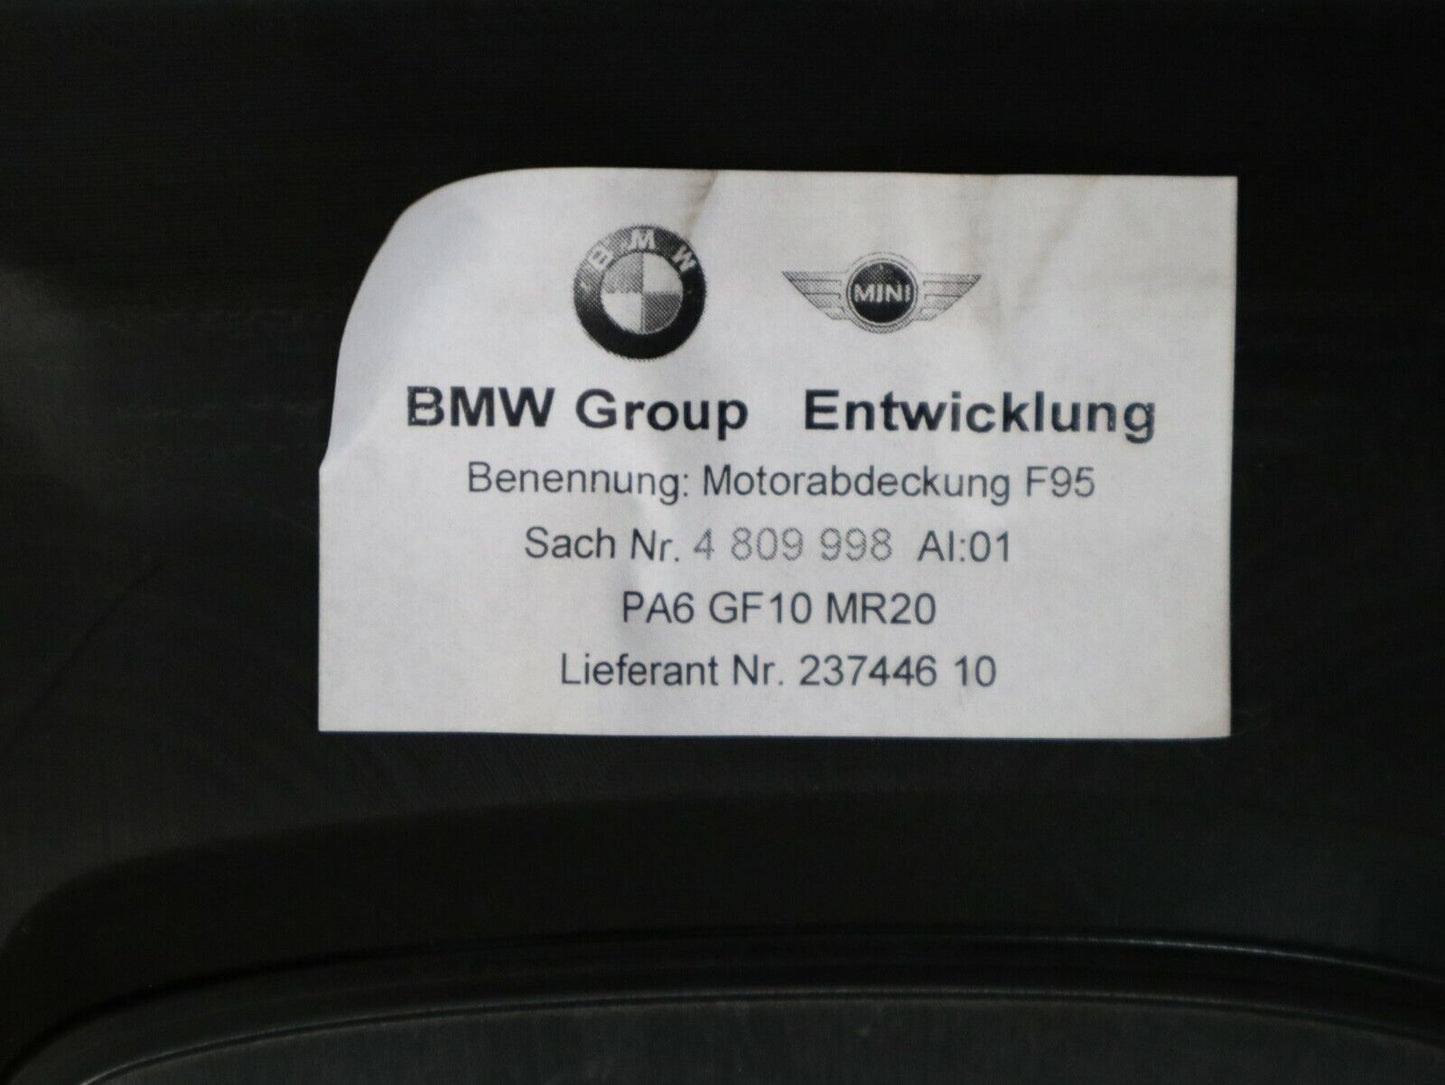 BMW MINI
BMW Group Entwicklung
Benennung: Motorabdeckung F95
Sach Nr. 4 809 998 AI:01
PA6 GF10 MR20
Lieferant Nr. 237446 10